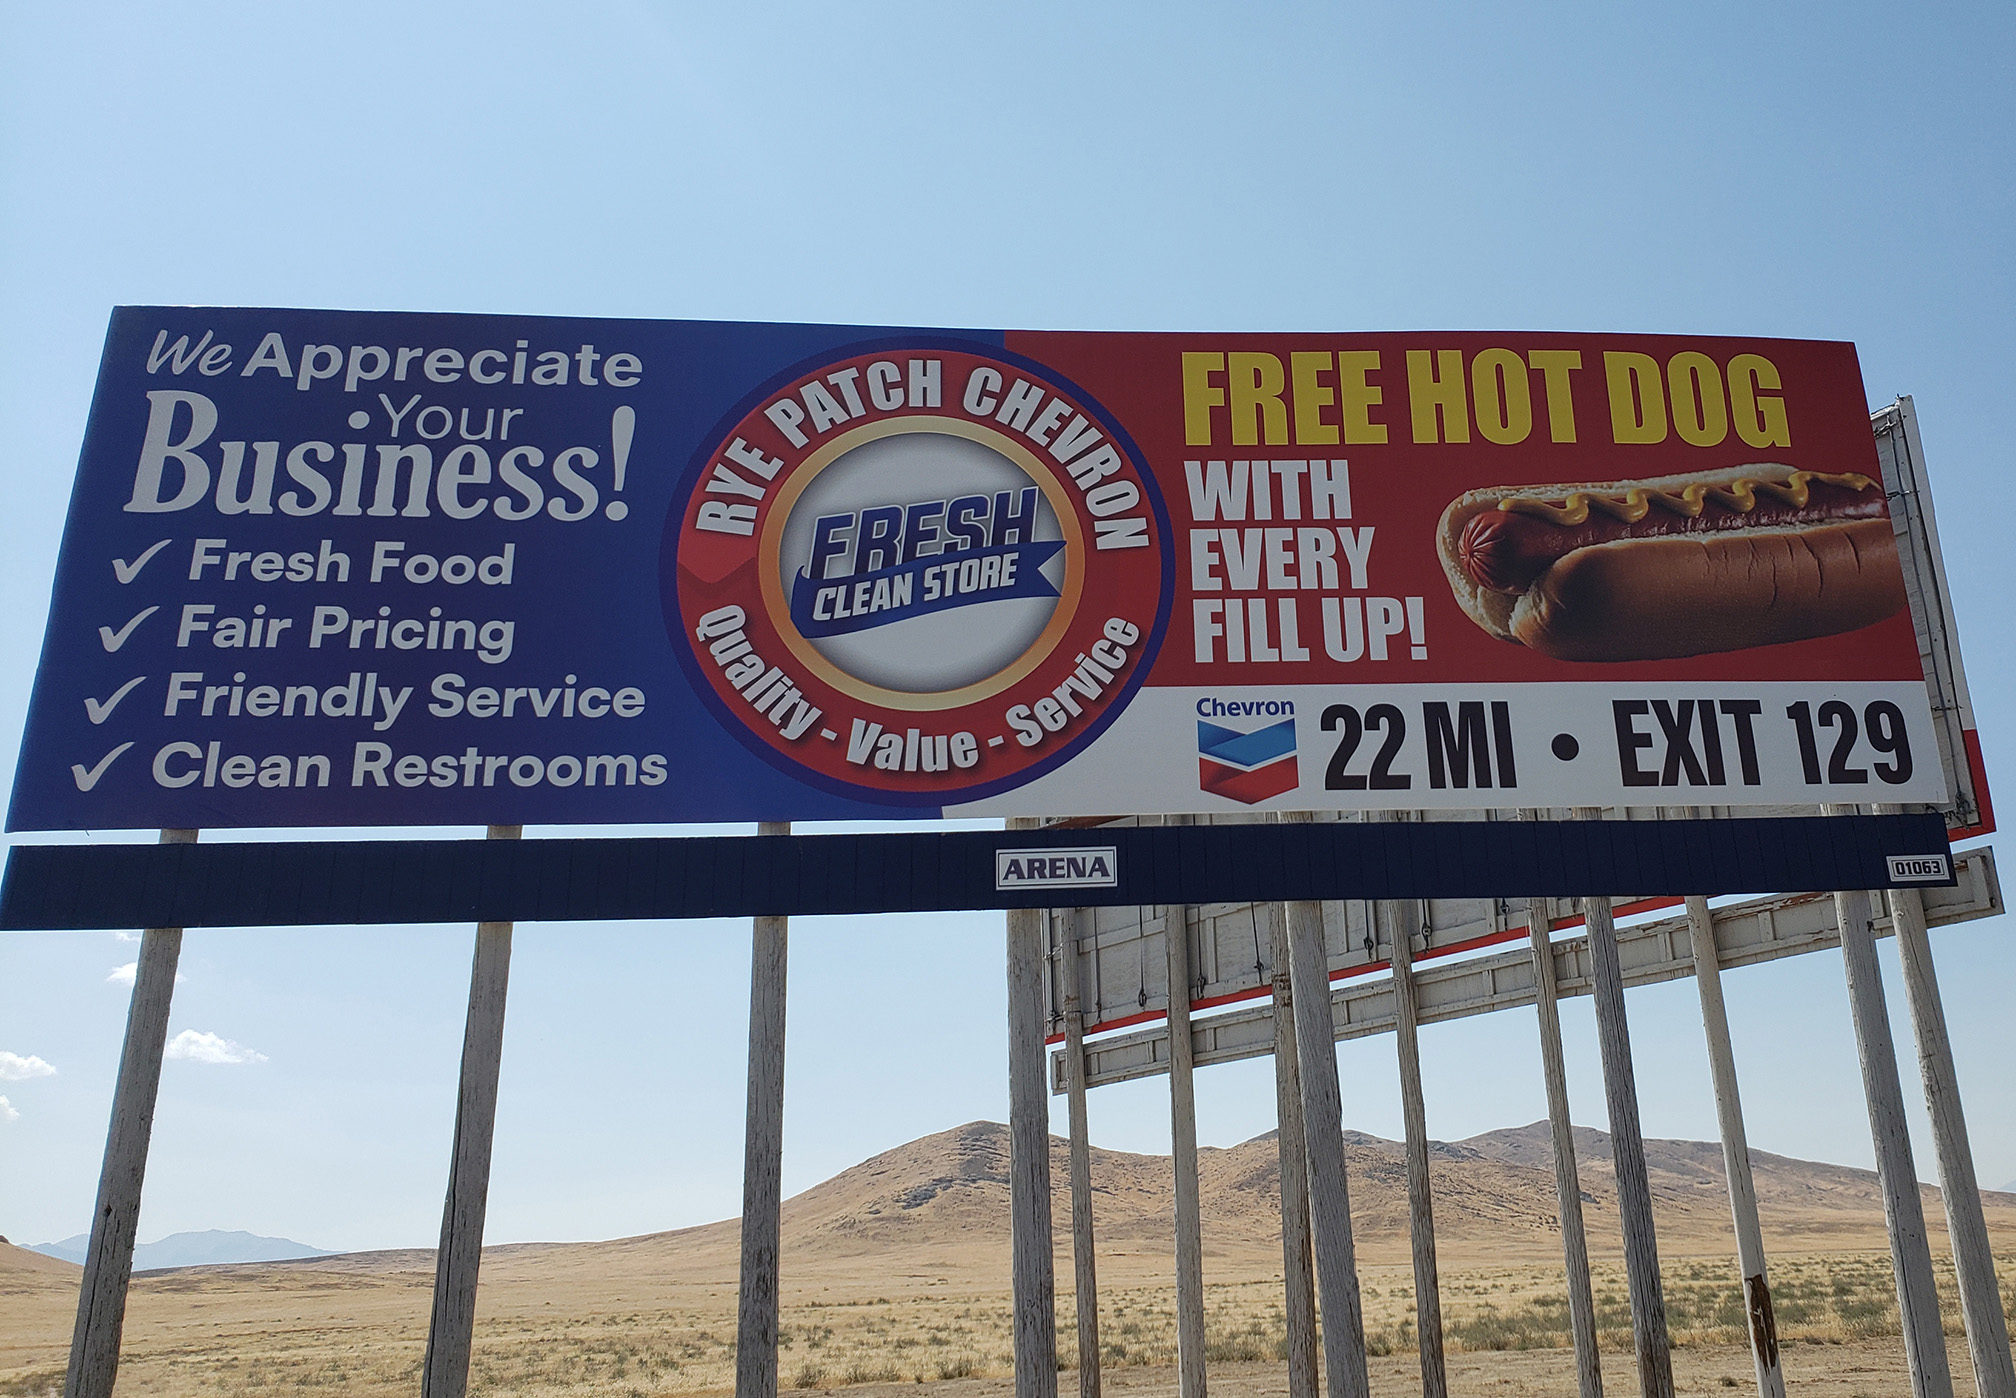 We Appreciate
Your
Business!
✓ Fresh Food
✓ Fair Pricing
✓ Friendly Service
✓ Clean Restrooms
RYE PATCH CHEVRON
FRESH
CLEAN STORE
Quality - Value - Service
FREE HOT DOG
WITH
EVERY
FILL UP!
Chevron
22 MI • EXIT 129
ARENA
01063